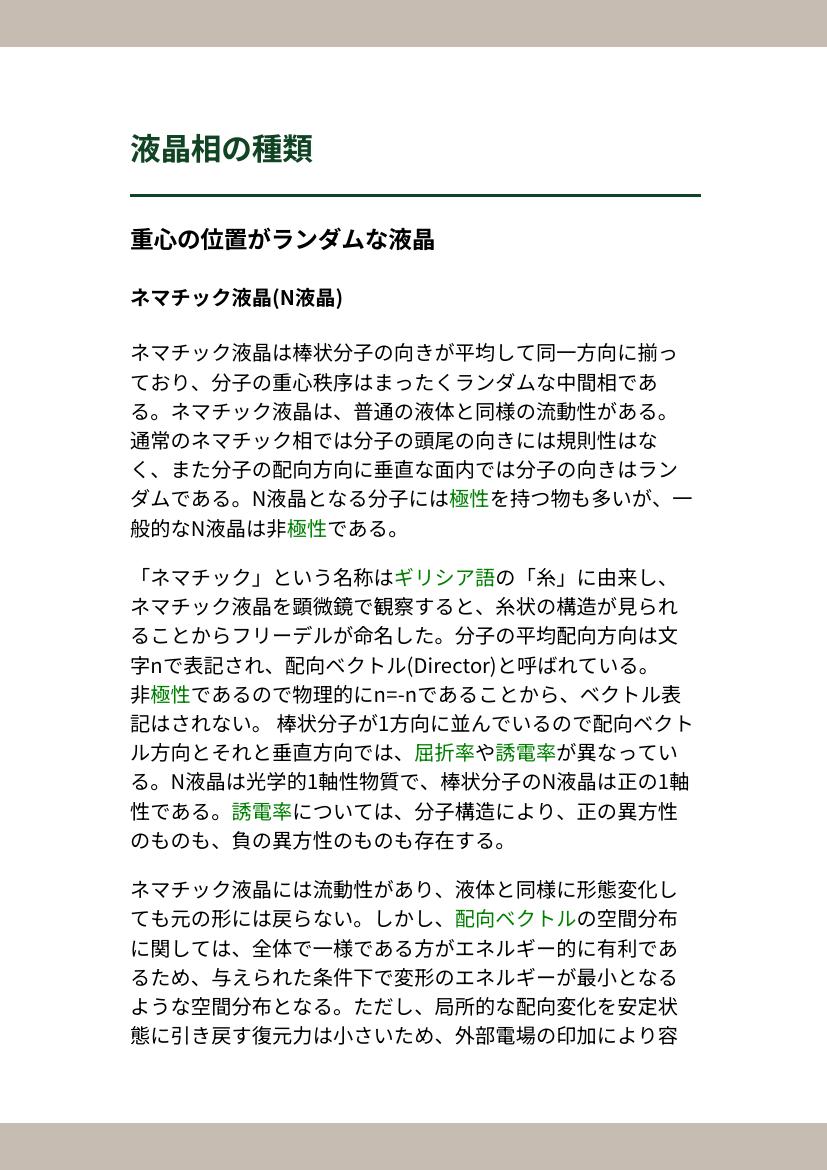 液晶相の種類
重心の位置がランダムな液晶
ネマチック液晶(N液晶)
ネマチック液晶は棒状分子の向きが平均して同一方向に揃っ
ており、分子の重心秩序はまったくランダムな中間相であ
る。ネマチック液晶は、普通の液体と同様の流動性がある。
通常のネマチック相では分子の頭尾の向きには規則性はな
く、また分子の配向方向に垂直な面内では分子の向きはラン
ダムである。N液晶となる分子には極性を持つ物も多いが、一
般的なN液晶は非極性である。
「ネマチック」という名称はギリシア語の「糸」に由来し、
ネマチック液晶を顕微鏡で観察すると、糸状の構造が見られ
ることからフリーデルが命名した。分子の平均配向方向は文
字nで表記され、配向ベクトル(Director)と呼ばれている。
非極性であるので物理的にn=-nであることから、ベクトル表
記はされない。 棒状分子が1方向に並んでいるので配向ベクト
ル方向とそれと垂直方向では、屈折率や誘電率が異なってい
る。N液晶は光学的1軸性物質で、棒状分子のN液晶は正の1軸
性である。誘電率については、分子構造により、正の異方性
のものも、負の異方性のものも存在する。
ネマチック液晶には流動性があり、液体と同様に形態変化し
ても元の形には戻らない。しかし、配向ベクトルの空間分布
に関しては、全体で一様である方がエネルギー的に有利であ
るため、与えられた条件下で変形のエネルギーが最小となる
ような空間分布となる。ただし、局所的な配向変化を安定状
態に引き戻す復元力は小さいため、外部電場の印加により容